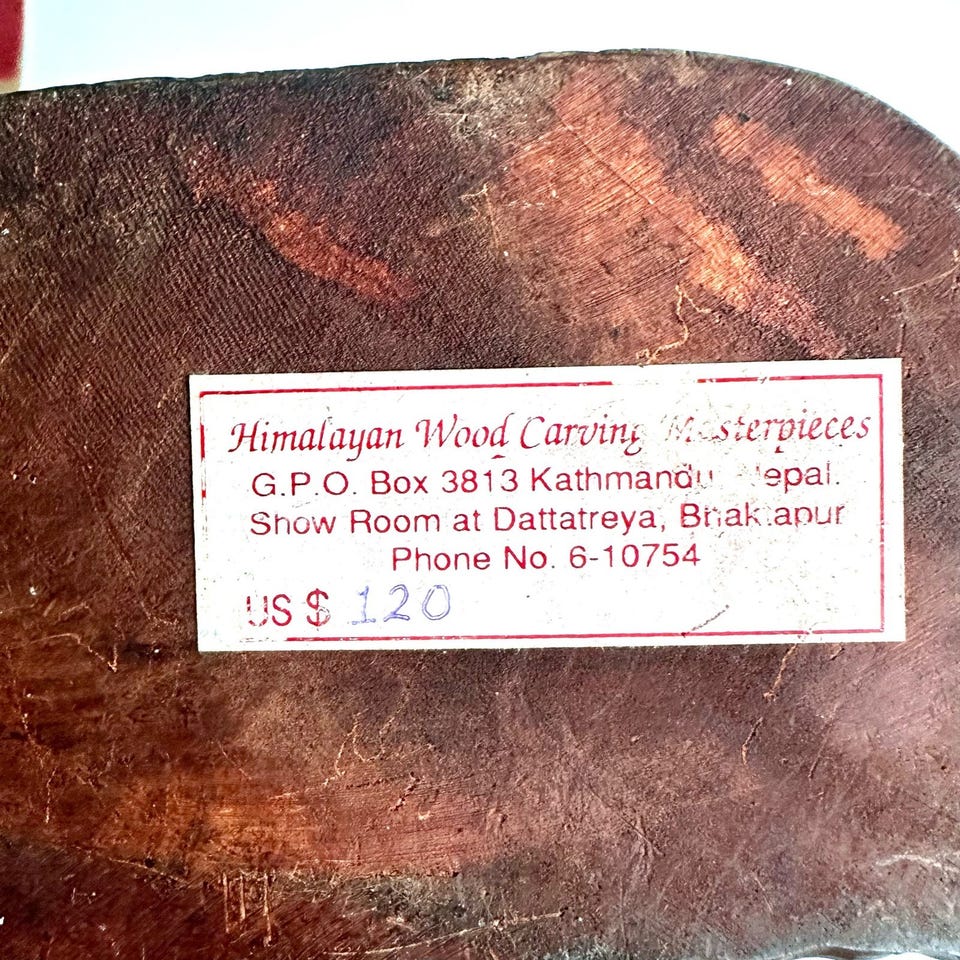 Himalayan Wood Carving Masterpieces
G.P.O. Box 3813 Kathmandu Nepal.
Show Room at Dattatreya, Bhaktapur
Phone No. 6-10754
US $ 120